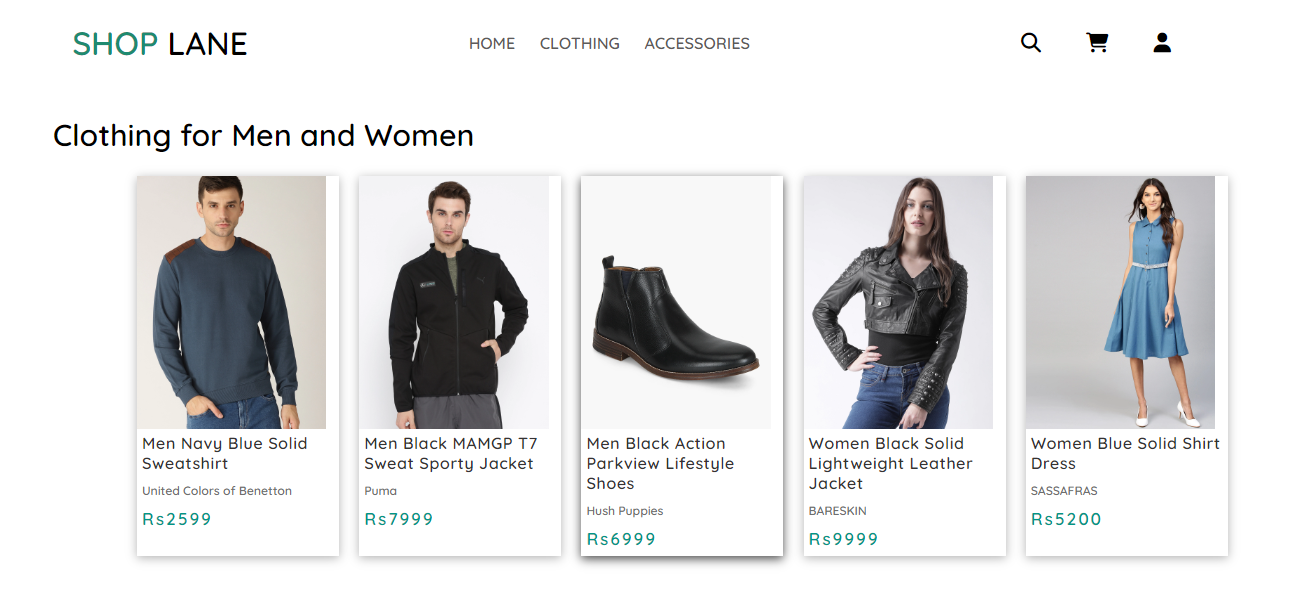 SHOP LANE
HOME CLOTHING ACCESSORIES
Clothing for Men and Women
Men Navy Blue Solid
Sweatshirt
United Colors of Benetton
Rs2599
Men Black MAMGP T7
Sweat Sporty Jacket
Puma
Rs7999
Men Black Action
Parkview Lifestyle
Shoes
Hush Puppies
Rs6999
Women Black Solid
Lightweight Leather
Jacket
BARESKIN
Rs9999
Women Blue Solid Shirt
Dress
SASSAFRAS
Rs5200